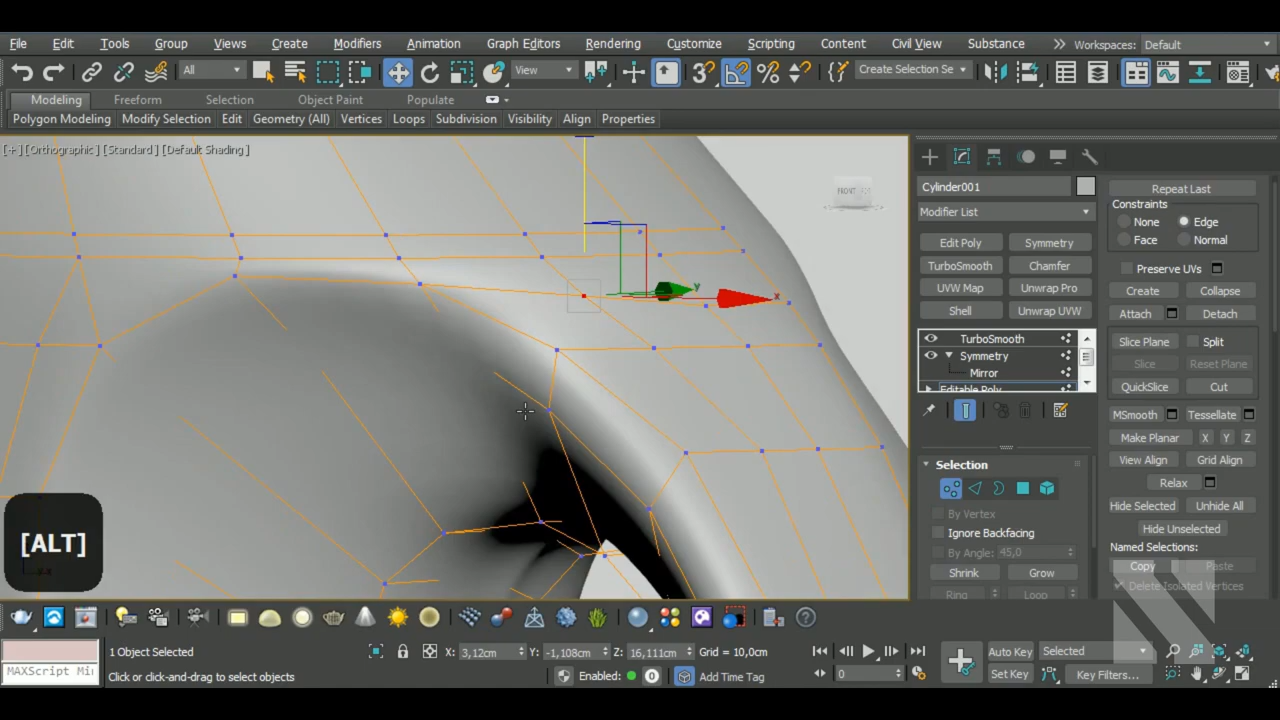 File Edit Tools Group Views Create Modifiers Animation Graph Editors Rendering Customize Scripting Content Civil View Substance Workspaces: Default
All View Create Selection Se
Modeling Freeform Selection Object Paint Populate
Polygon Modeling Modify Selection Edit Geometry (All) Vertices Loops Subdivision Visibility Align Properties
[+] [Orthographic] [Standard] [Default Shading]
FRONT
x
y
Cylinder001
Modifier List
Edit Poly Symmetry
TurboSmooth Chamfer
UVW Map Unwrap Pro
Shell Unwrap UVW
TurboSmooth
Symmetry
Mirror
Editable Poly
Selection
By Vertex
Ignore Backfacing
By Angle: 45,0
Shrink Grow
Ring Loop
Repeat Last
Constraints
None Edge
Face Normal
Preserve UVs
Create Collapse
Attach Detach
Slice Plane Split
Slice Reset Plane
QuickSlice Cut
MSmooth Tessellate
Make Planar X Y Z
View Align Grid Align
Relax
Hide Selected Unhide All
Hide Unselected
Named Selections:
Copy Paste
Delete Isolated Vertices
[ALT]
1 Object Selected X: 3,12cm Y: -1,108cm Z: 16,111cm Grid = 10,0cm
MAXScript Mi
Click or click-and-drag to select objects Enabled: 0 Add Time Tag
0
Auto Key Selected
Set Key Key Filters...